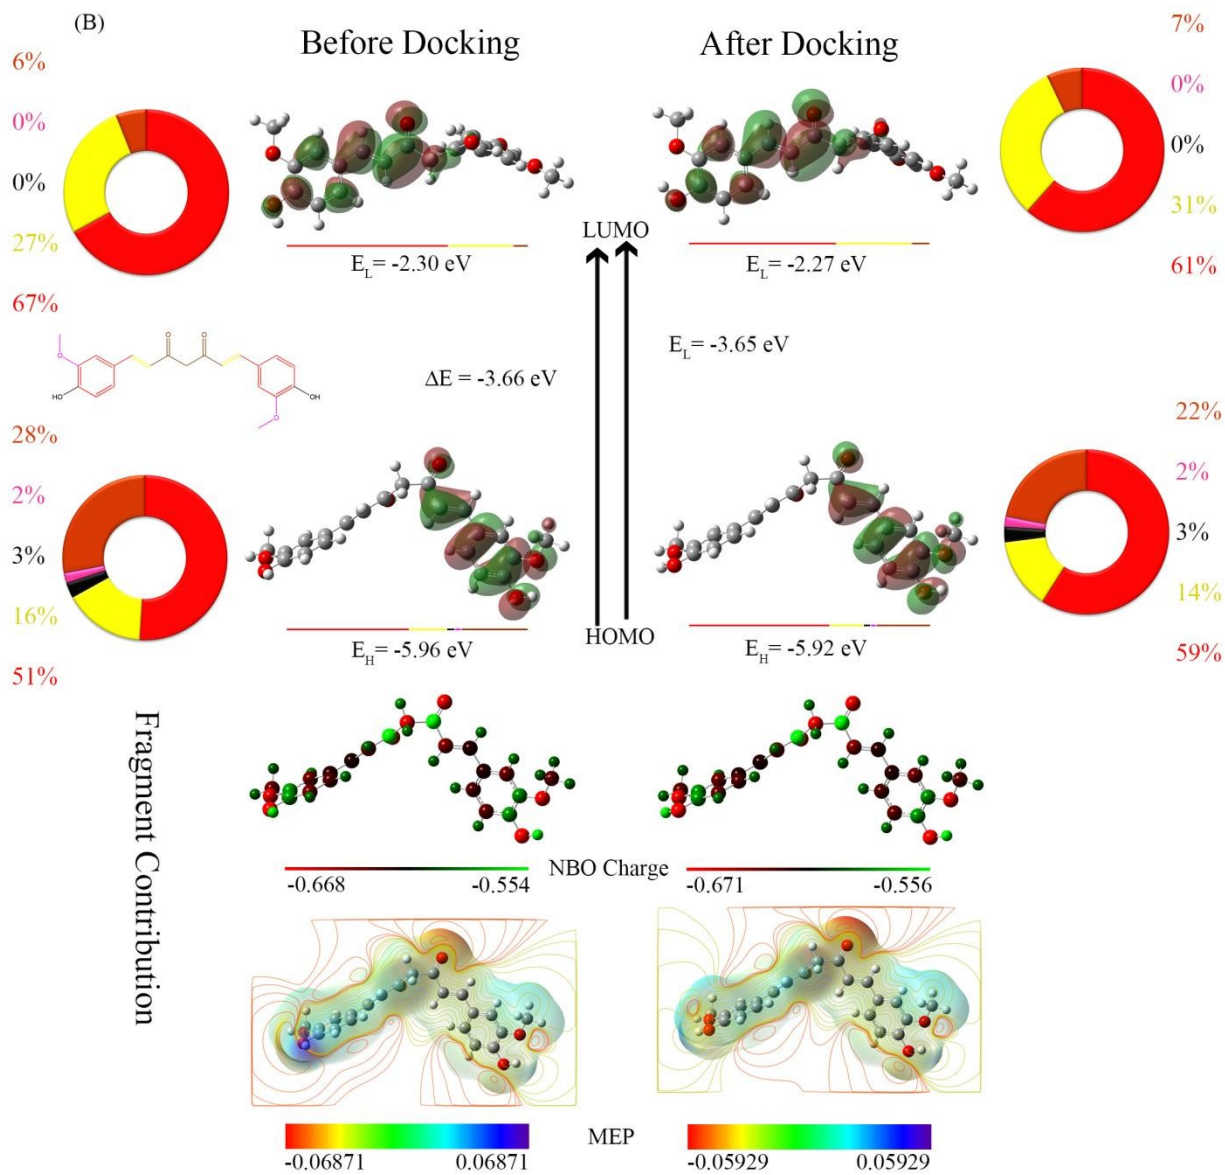 (B)
Before Docking
After Docking
6%
0%
0%
27%
67%
7%
0%
0%
31%
61%
LUMO
E_L= -2.30 eV
E_L= -2.27 eV
O
O
O
HO
OH
O
ΔE = -3.66 eV
E_L= -3.65 eV
28%
2%
3%
16%
51%
22%
2%
3%
14%
59%
HOMO
E_H= -5.96 eV
E_H= -5.92 eV
Fragment Contribution
NBO Charge
-0.668
-0.554
-0.671
-0.556
MEP
-0.06871
0.06871
-0.05929
0.05929